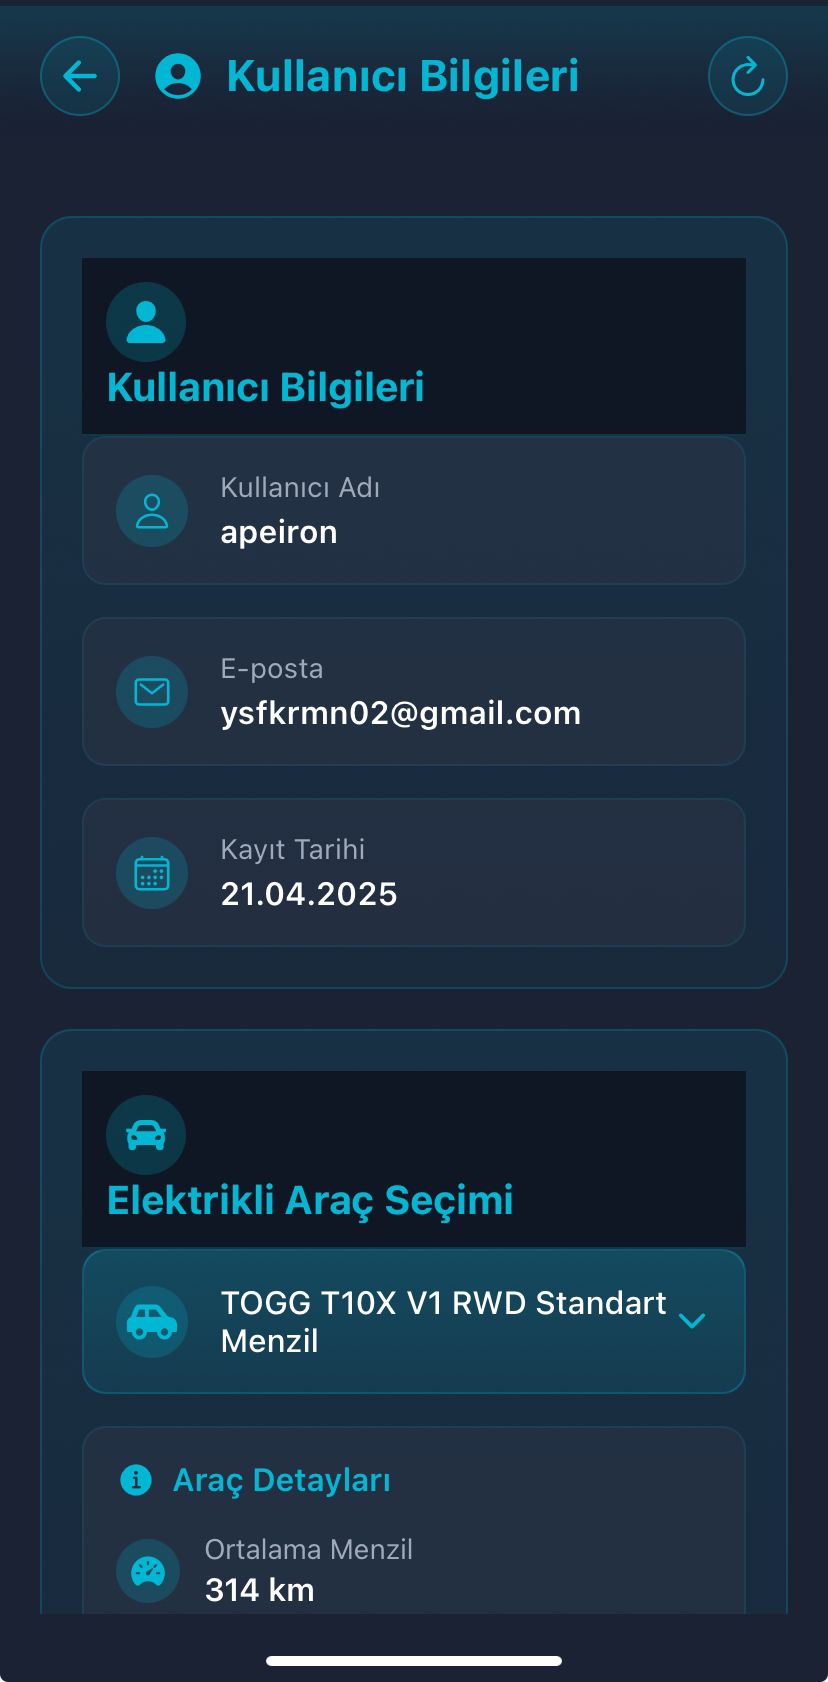 Kullanıcı Bilgileri
Kullanıcı Bilgileri
Kullanıcı Adı
apeiron
E-posta
ysfkrmn02@gmail.com
Kayıt Tarihi
21.04.2025
Elektrikli Araç Seçimi
TOGG T10X V1 RWD Standart
Menzil
Araç Detayları
Ortalama Menzil
314 km